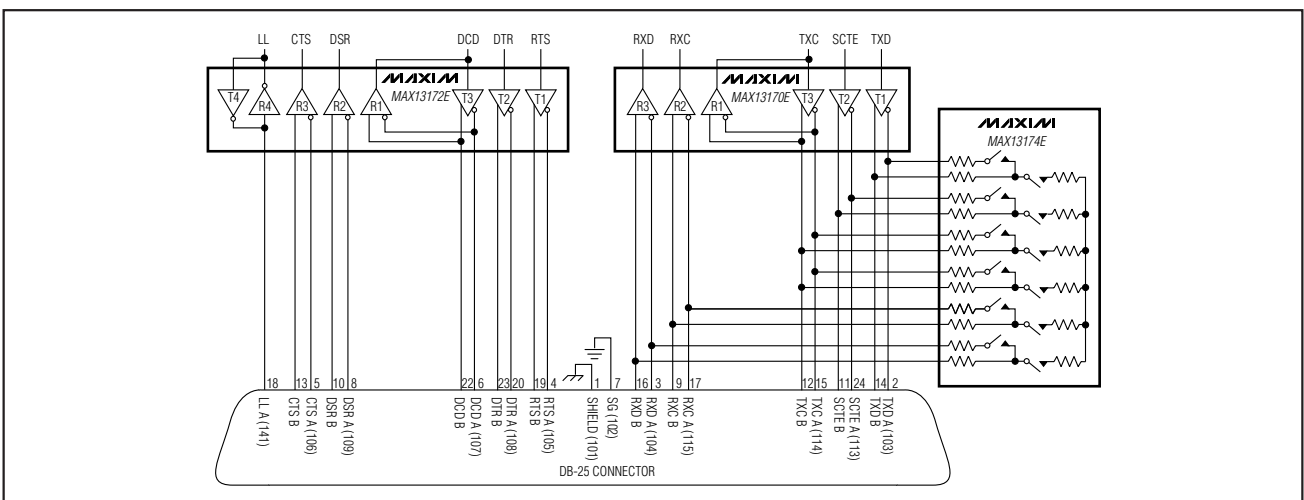 LL CTS DSR DCD DTR RTS RXD RXC TXC SCTE TXD
MAXIM
MAX13172E
T4 R4 R3 R2 R1 T3 T2 T1
MAXIM
MAX13170E
R3 R2 R1 T3 T2 T1
MAXIM
MAX13174E
18 13 5 10 8 22 6 23 20 19 4 1 7 16 3 9 17 12 15 11 24 14 2
LL A (141)
CTS B
CTS A (106)
DSR B
DSR A (109)
DCD B
DCD A (107)
DTR B
DTR A (108)
RTS B
RTS A (105)
SHIELD (101)
SG (102)
RXD B
RXD A (104)
RXC B
RXC A (115)
TXC B
TXC A (114)
SCTE B
SCTE A (113)
TXD B
TXD A (103)
DB-25 CONNECTOR